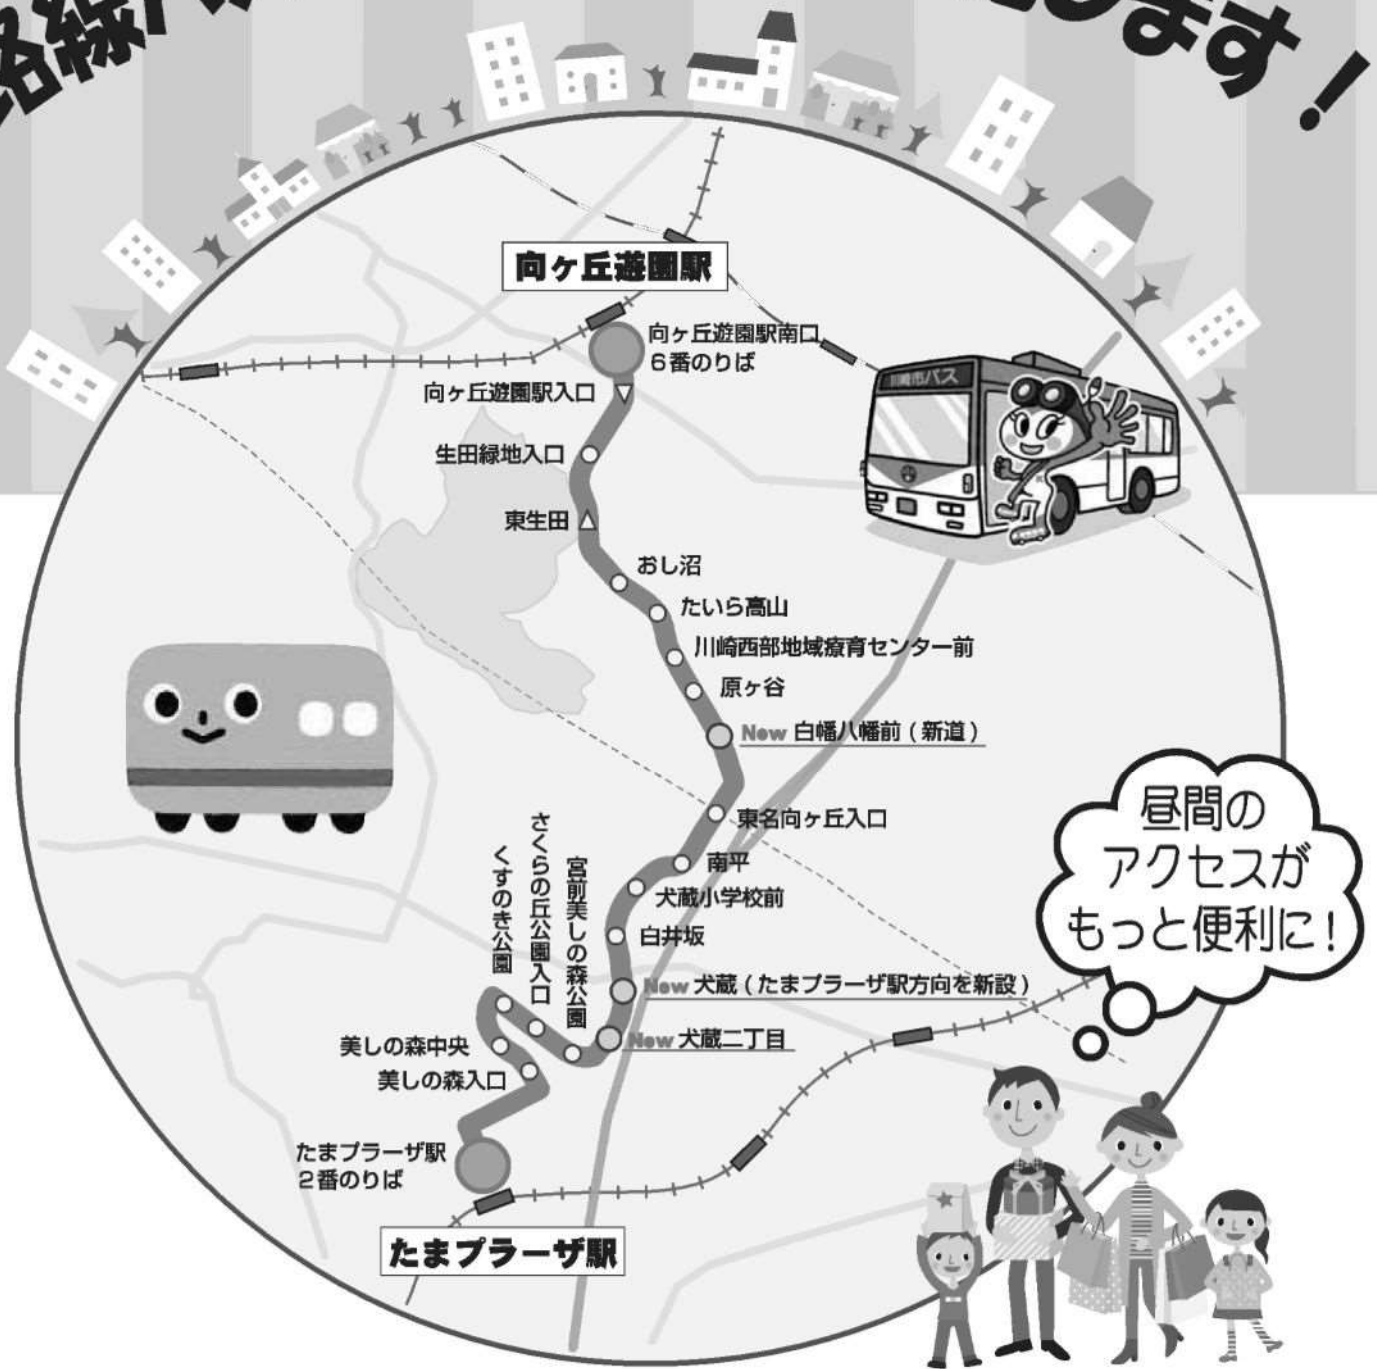 路線
します！
向ヶ丘遊園駅
向ヶ丘遊園駅南口
６番のりば
川崎市バス
向ヶ丘遊園駅入口
生田緑地入口
東生田
おし沼
たいら高山
川崎西部地域療育センター前
原ヶ谷
New 白幡八幡前（新道）
東名向ヶ丘入口
南平
犬蔵小学校前
白井坂
New 犬蔵（たまプラーザ駅方向を新設）
New 犬蔵二丁目
宮前美しの森公園
さくらの丘公園入口
くすのき公園
美しの森中央
美しの森入口
たまプラーザ駅
２番のりば
たまプラーザ駅
昼間の
アクセスが
もっと便利に！